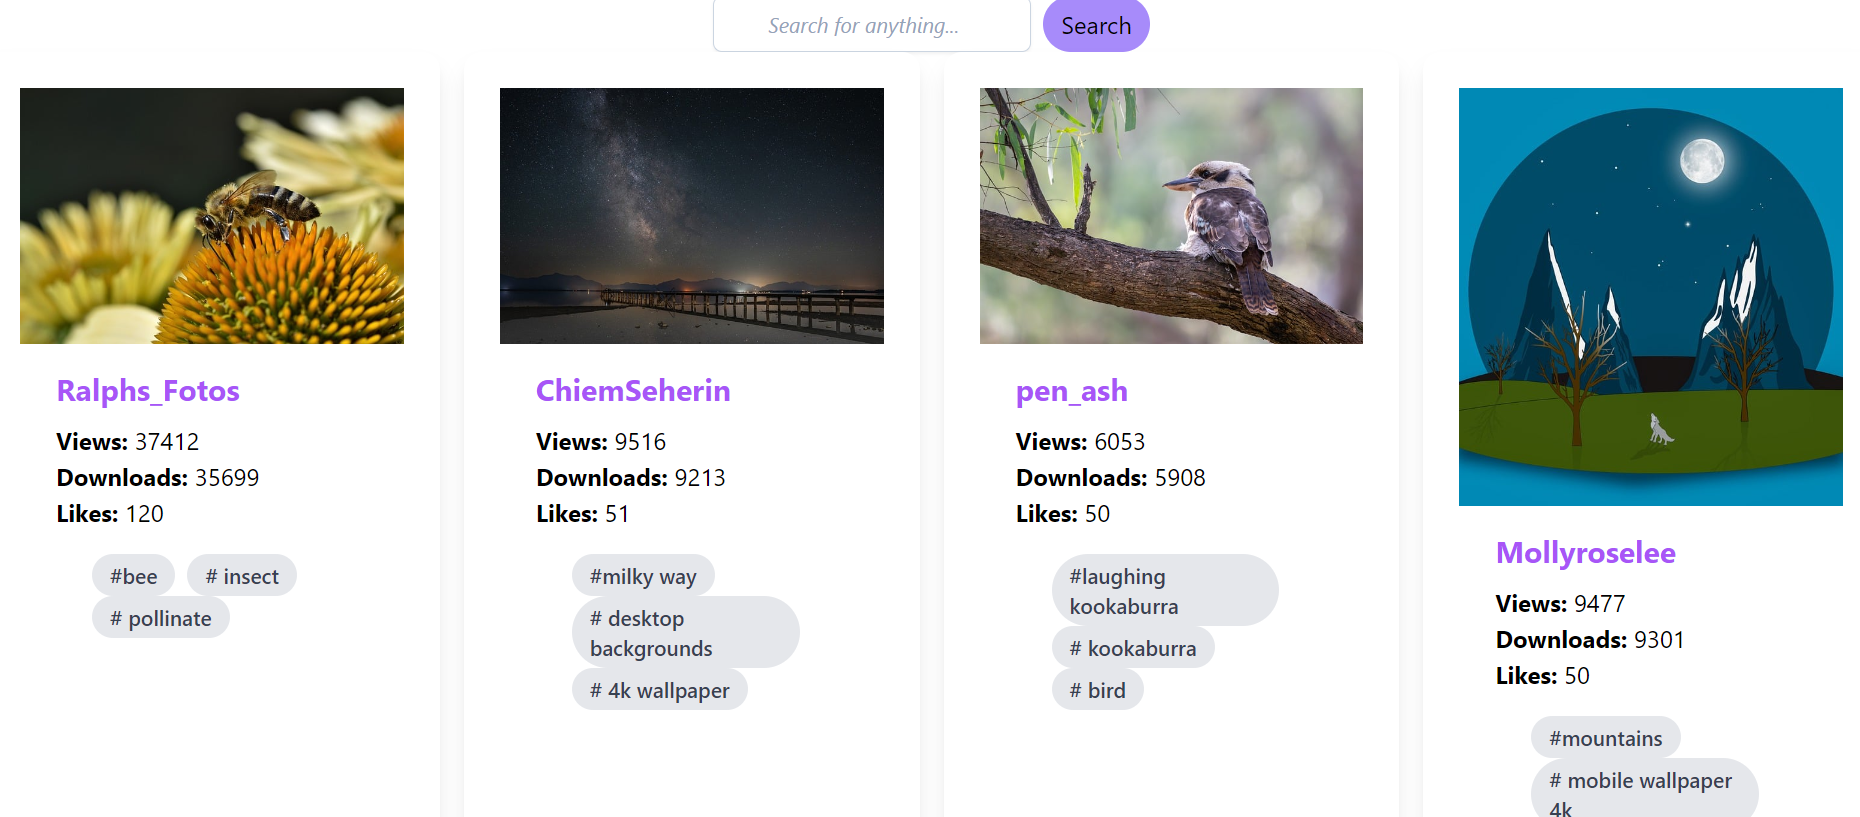 Search for anything...
Search
Ralphs_Fotos
Views: 37412
Downloads: 35699
Likes: 120
#bee
# insect
# pollinate
ChiemSeherin
Views: 9516
Downloads: 9213
Likes: 51
#milky way
# desktop
backgrounds
# 4k wallpaper
pen_ash
Views: 6053
Downloads: 5908
Likes: 50
#laughing
kookaburra
# kookaburra
# bird
Mollyroselee
Views: 9477
Downloads: 9301
Likes: 50
#mountains
# mobile wallpaper
4k